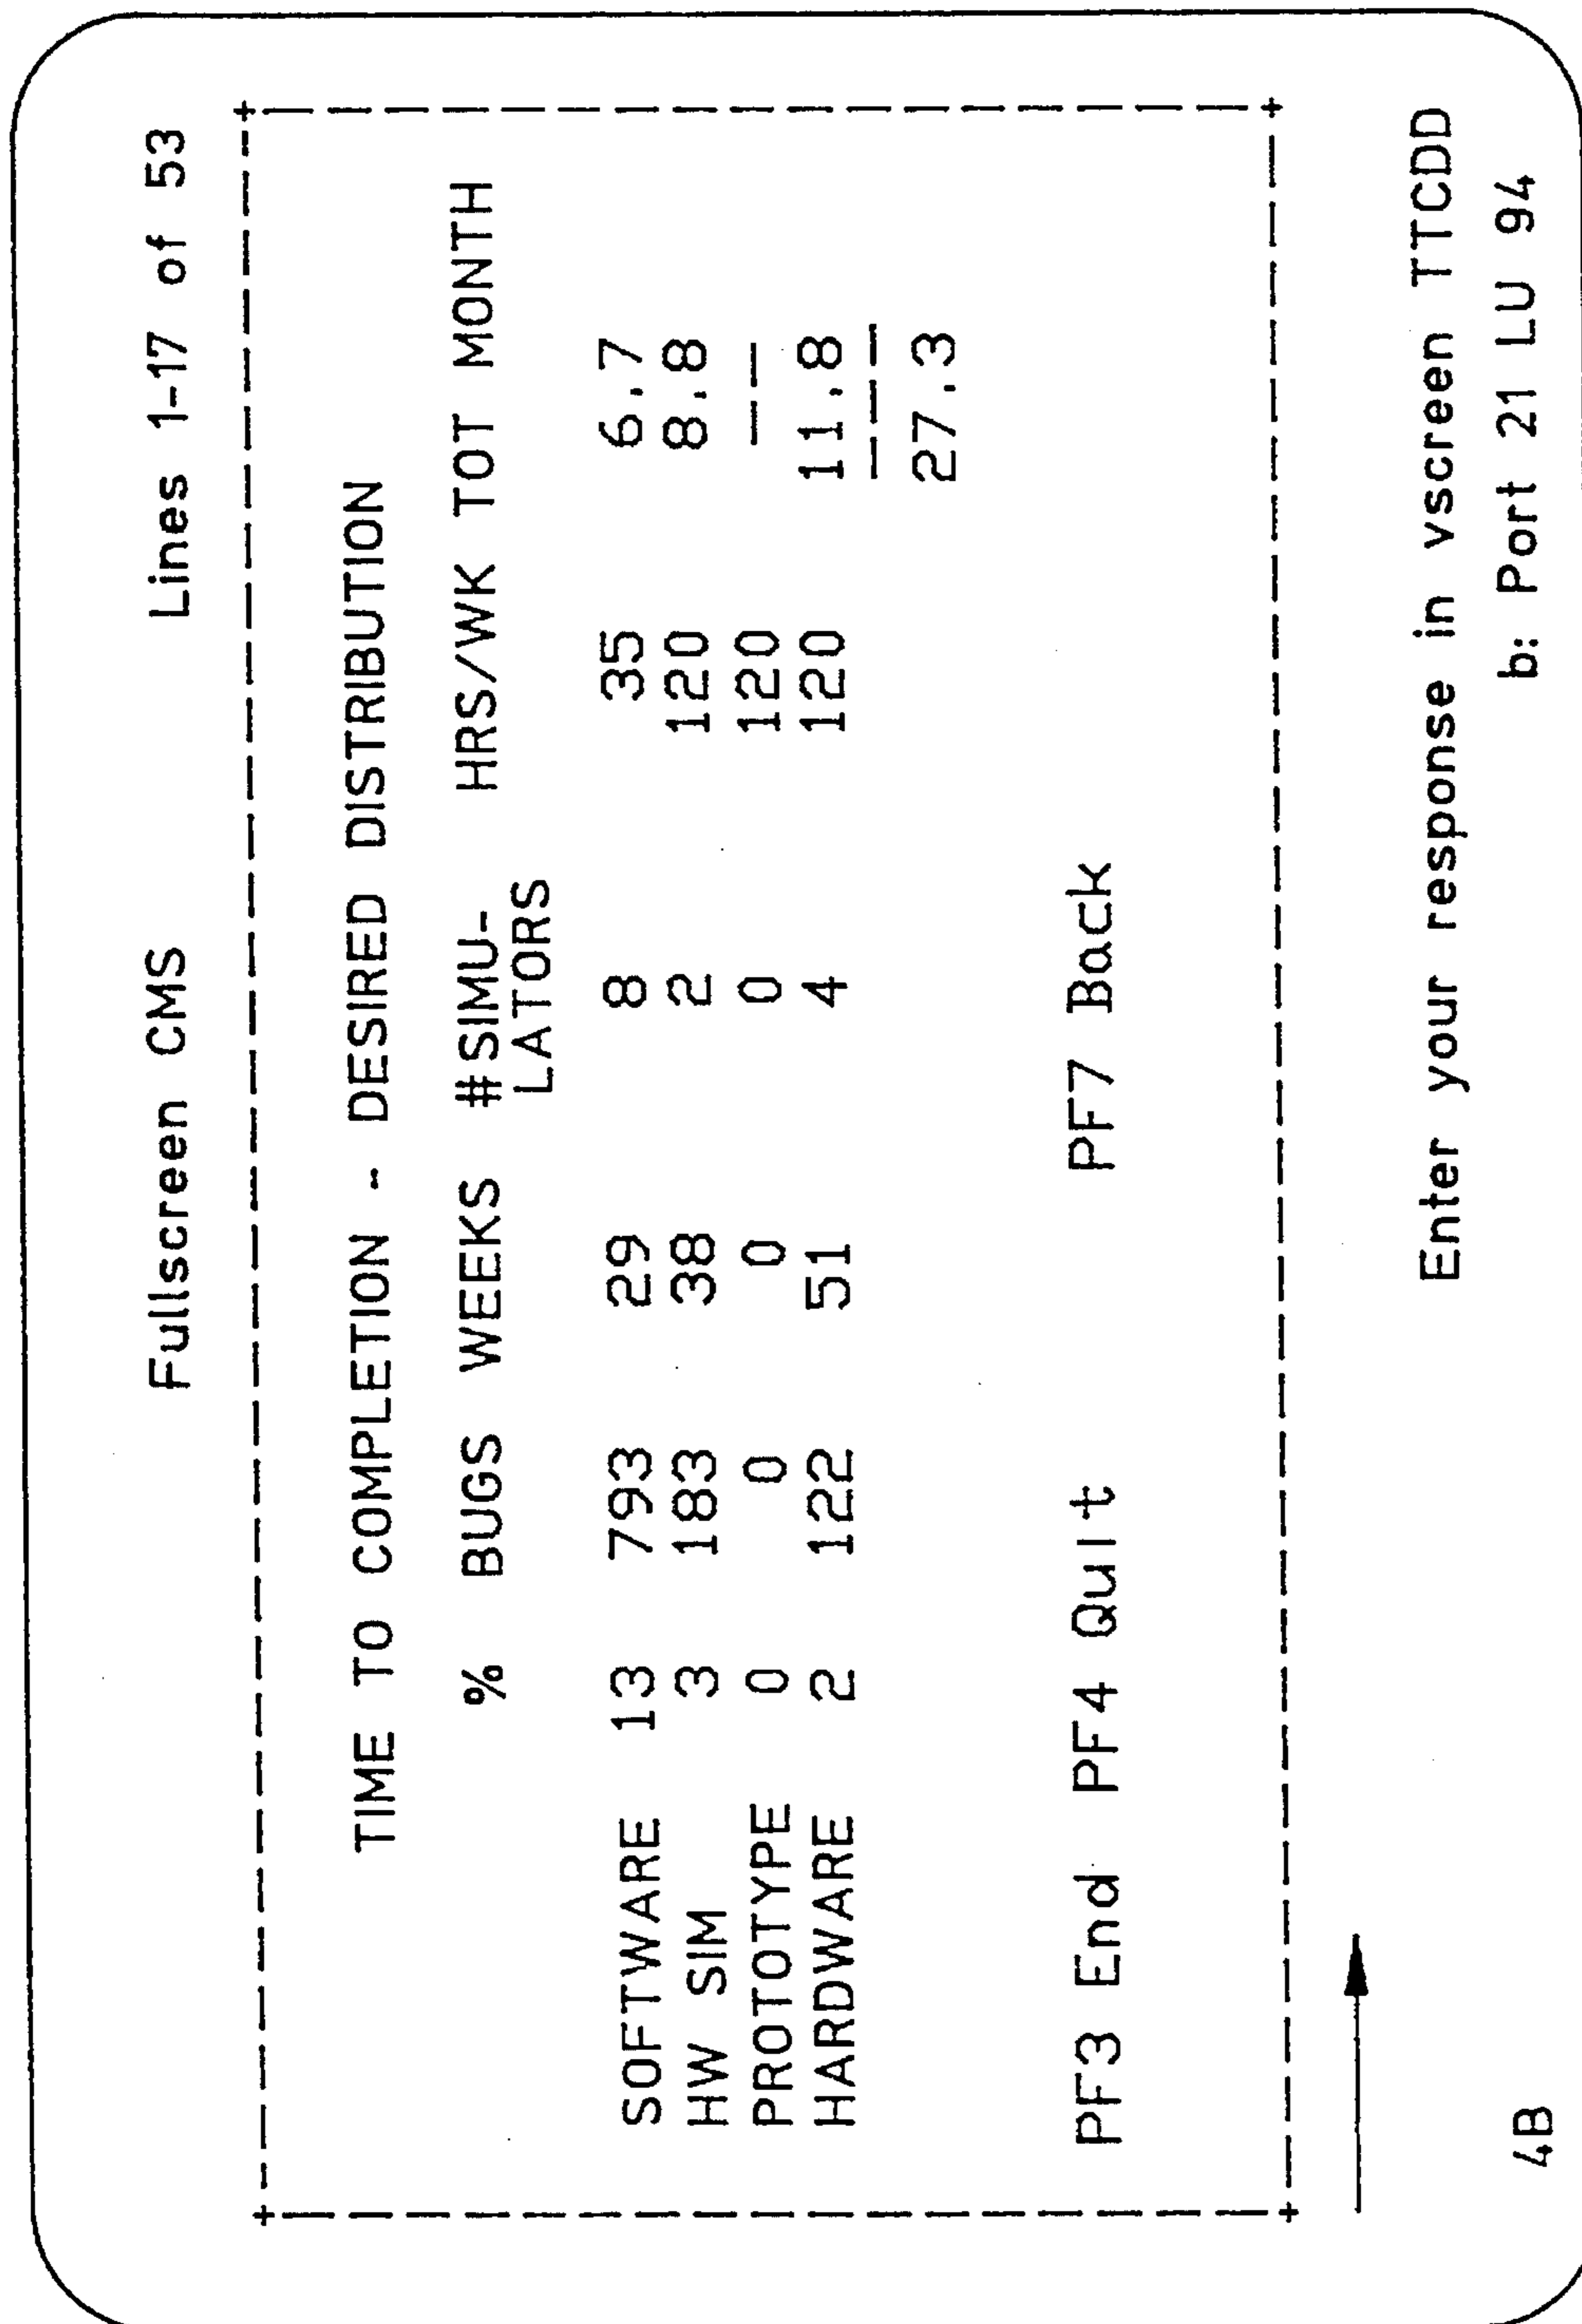 Fullscreen CMS Lines 1-17 of 53
TIME TO COMPLETION - DESIRED DISTRIBUTION
% BUGS WEEKS #SIMU- HRS/WK TOT MONTH
LATORS
SOFTWARE 13 793 29 8 35 6.7
HW SIM 3 183 38 2 120 8.8
PROTOTYPE 0 0 0 0 120 ---
HARDWARE 2 122 51 4 120 11.8
----
27.3
PF3 End PF4 Quit PF7 Back
Enter your response in vscreen TTCDD
4B b: Port 21 LU 94